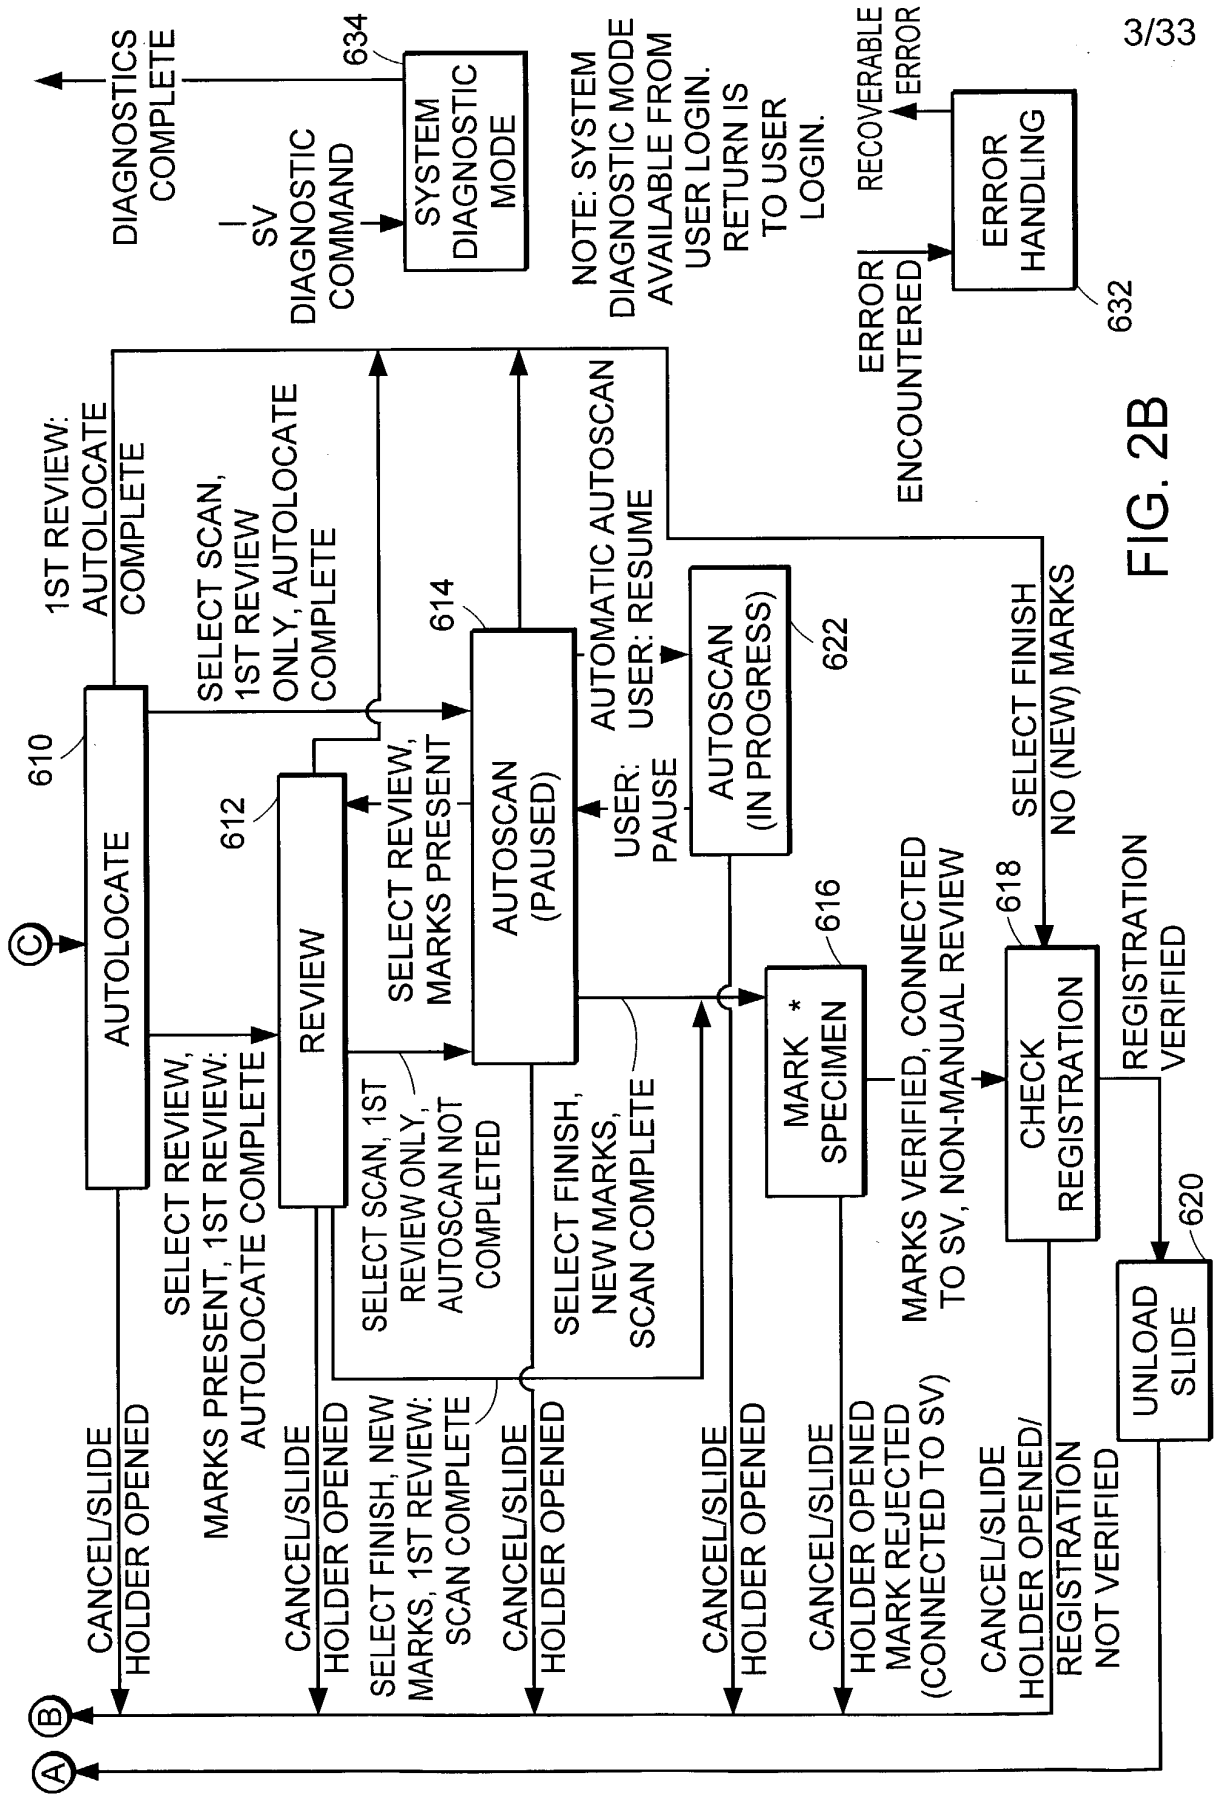 3/33
C
610
AUTOLOCATE
1ST REVIEW:
AUTOLOCATE
COMPLETE
SELECT SCAN,
1ST REVIEW
ONLY, AUTOLOCATE
COMPLETE
SELECT REVIEW,
MARKS PRESENT, 1ST REVIEW:
AUTOLOCATE COMPLETE
CANCEL/SLIDE
HOLDER OPENED
612
REVIEW
SELECT REVIEW,
MARKS PRESENT
SELECT SCAN, 1ST
REVIEW ONLY,
AUTOSCAN NOT
COMPLETED
CANCEL/SLIDE
HOLDER OPENED
SELECT FINISH, NEW
MARKS, 1ST REVIEW:
SCAN COMPLETE
614
AUTOSCAN
(PAUSED)
AUTOMATIC AUTOSCAN
USER: RESUME
USER:
PAUSE
SELECT FINISH,
NEW MARKS,
SCAN COMPLETE
CANCEL/SLIDE
HOLDER OPENED
622
AUTOSCAN
(IN PROGRESS)
CANCEL/SLIDE
HOLDER OPENED
616
MARK *
SPECIMEN
MARKS VERIFIED, CONNECTED
TO SV, NON-MANUAL REVIEW
CANCEL/SLIDE
HOLDER OPENED
MARK REJECTED
(CONNECTED TO SV)
SELECT FINISH
NO (NEW) MARKS
618
CHECK
REGISTRATION
REGISTRATION
VERIFIED
CANCEL/SLIDE
HOLDER OPENED/
REGISTRATION
NOT VERIFIED
620
UNLOAD
SLIDE
A
B
DIAGNOSTICS
COMPLETE
634
SV
DIAGNOSTIC
COMMAND
SYSTEM
DIAGNOSTIC
MODE
NOTE: SYSTEM
DIAGNOSTIC MODE
AVAILABLE FROM
USER LOGIN.
RETURN IS
TO USER
LOGIN.
RECOVERABLE
ERROR
ERROR
ENCOUNTERED
ERROR
HANDLING
632
FIG. 2B